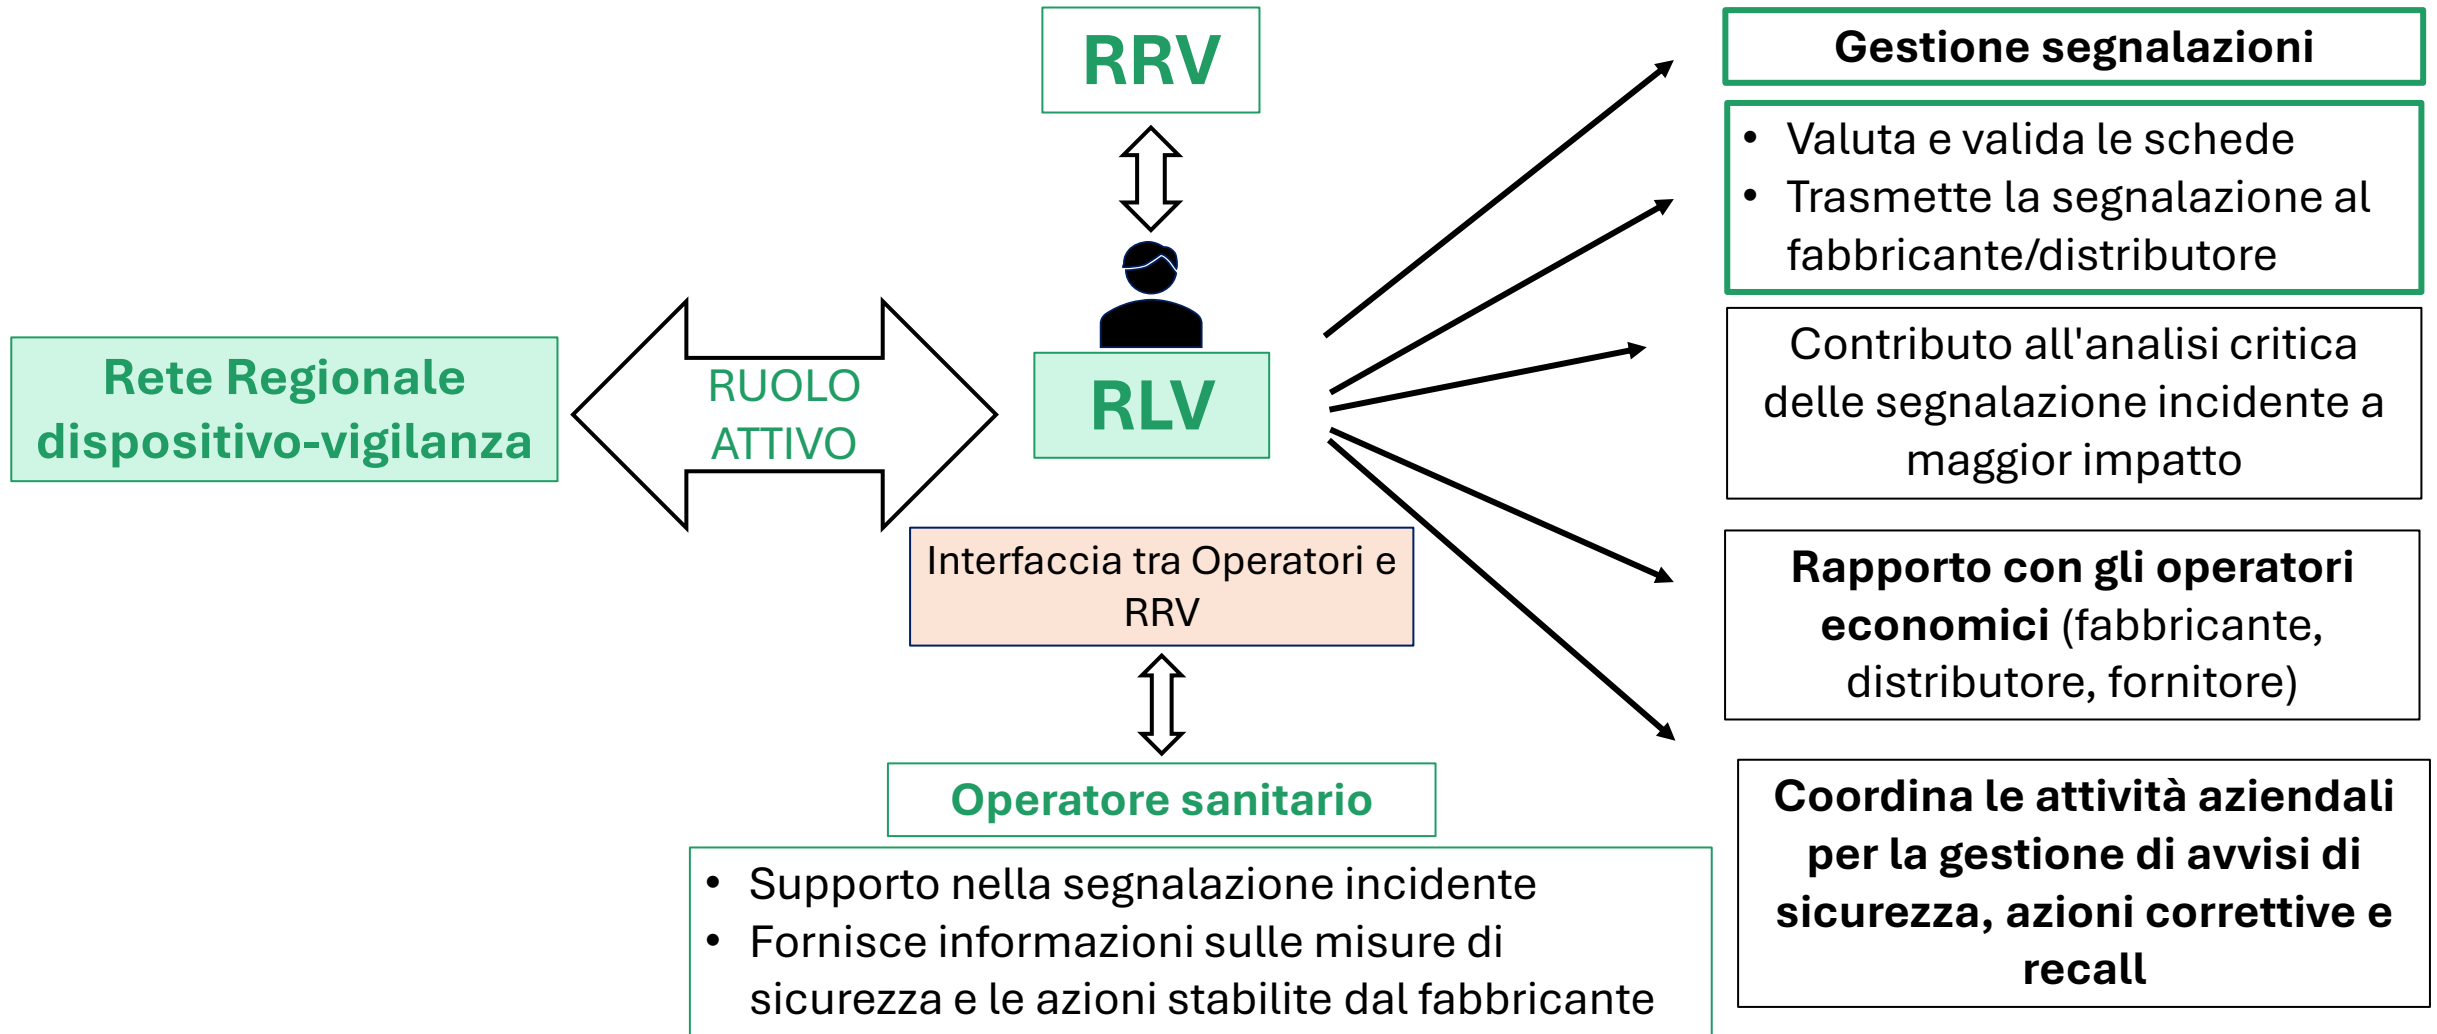 RRV
Rete Regionale
dispositivo-vigilanza
RUOLO
ATTIVO
RLV
Interfaccia tra Operatori e
RRV
Operatore sanitario
• Supporto nella segnalazione incidente
• Fornisce informazioni sulle misure di
sicurezza e le azioni stabilite dal fabbricante
Gestione segnalazioni
• Valuta e valida le schede
• Trasmette la segnalazione al
fabbricante/distributore
Contributo all'analisi critica
delle segnalazione incidente a
maggior impatto
Rapporto con gli operatori
economici (fabbricante,
distributore, fornitore)
Coordina le attività aziendali
per la gestione di avvisi di
sicurezza, azioni correttive e
recall